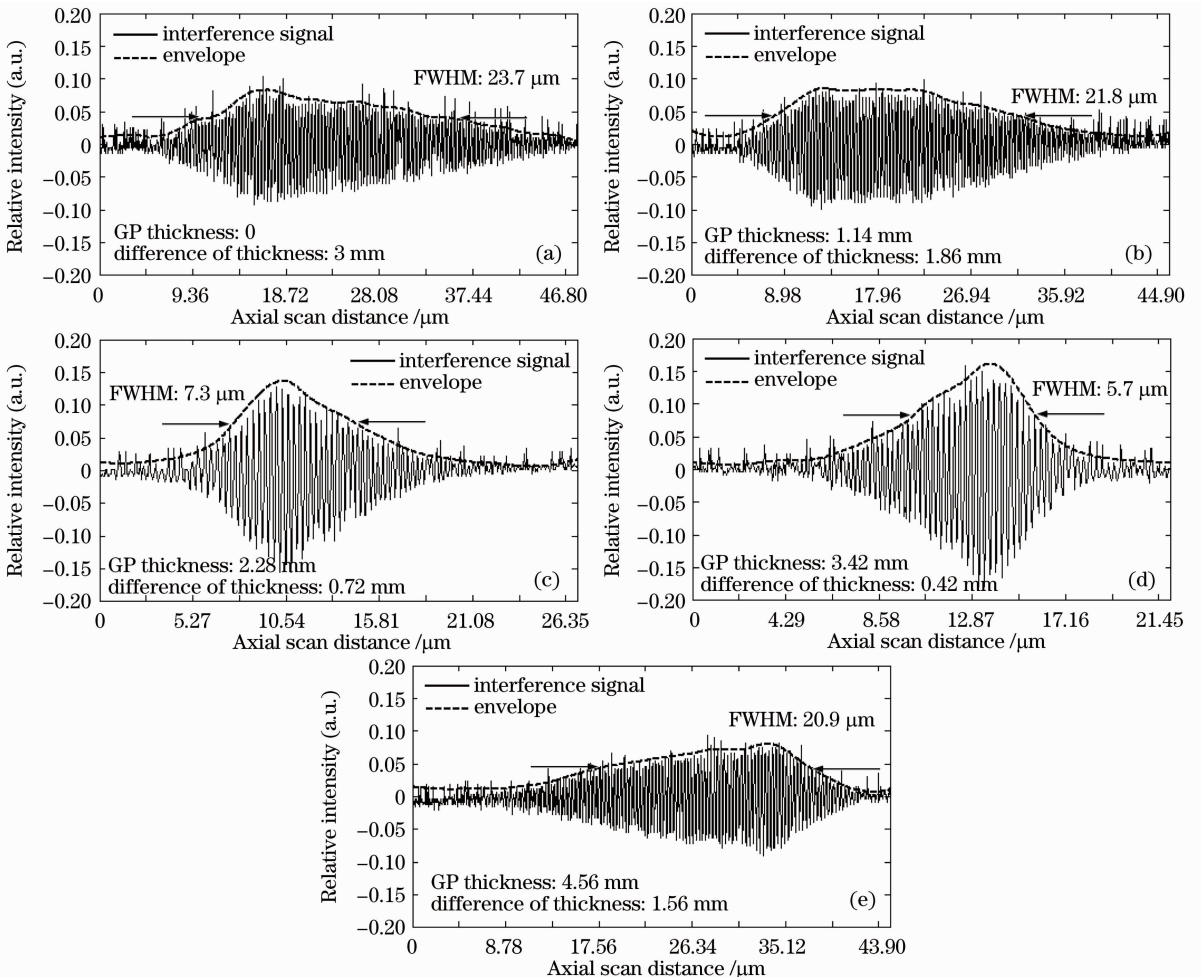 0.20
0.15
0.10
0.05
0
−0.05
−0.10
−0.15
−0.20
Relative intensity (a.u.)
interference signal
envelope
FWHM: 23.7 μm
GP thickness: 0
difference of thickness: 3 mm
(a)
0 9.36 18.72 28.08 37.44 46.80
Axial scan distance /μm
0.20
0.15
0.10
0.05
0
−0.05
−0.10
−0.15
−0.20
Relative intensity (a.u.)
interference signal
envelope
FWHM: 21.8 μm
GP thickness: 1.14 mm
difference of thickness: 1.86 mm
(b)
0 8.98 17.96 26.94 35.92 44.90
Axial scan distance /μm
0.20
0.15
0.10
0.05
0
−0.05
−0.10
−0.15
−0.20
Relative intensity (a.u.)
interference signal
envelope
FWHM: 7.3 μm
GP thickness: 2.28 mm
difference of thickness: 0.72 mm
(c)
0 5.27 10.54 15.81 21.08 26.35
Axial scan distance /μm
0.20
0.15
0.10
0.05
0
−0.05
−0.10
−0.15
−0.20
Relative intensity (a.u.)
interference signal
envelope
FWHM: 5.7 μm
GP thickness: 3.42 mm
difference of thickness: 0.42 mm
(d)
0 4.29 8.58 12.87 17.16 21.45
Axial scan distance /μm
0.20
0.15
0.10
0.05
0
−0.05
−0.10
−0.15
−0.20
Relative intensity (a.u.)
interference signal
envelope
FWHM: 20.9 μm
GP thickness: 4.56 mm
difference of thickness: 1.56 mm
(e)
0 8.78 17.56 26.34 35.12 43.90
Axial scan distance /μm